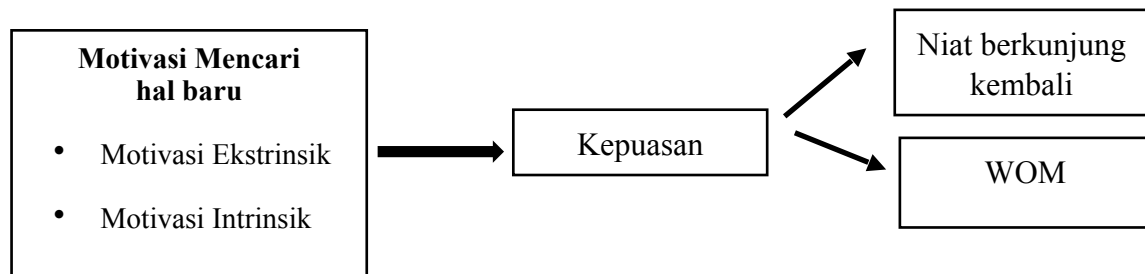 Motivasi Mencari
hal baru
• Motivasi Ekstrinsik
• Motivasi Intrinsik
Kepuasan
Niat berkunjung
kembali
WOM